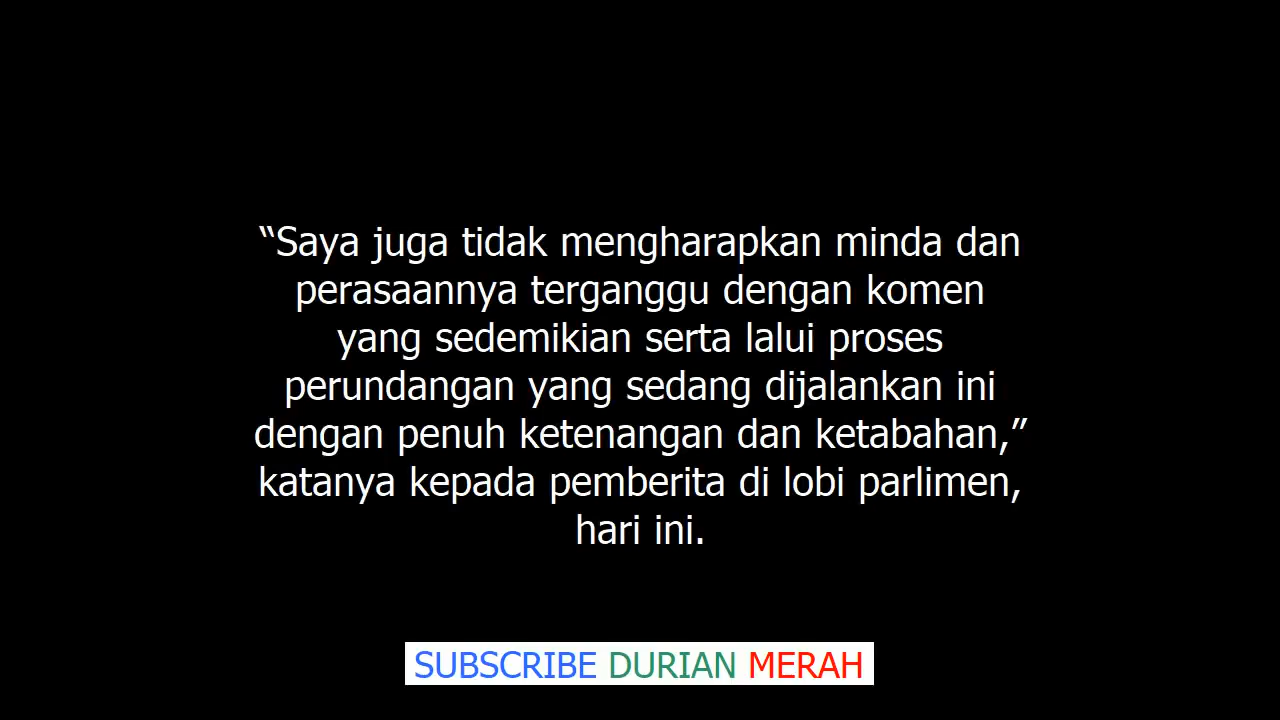 “Saya juga tidak mengharapkan minda dan
perasaannya terganggu dengan komen
yang sedemikian serta lalui proses
perundangan yang sedang dijalankan ini
dengan penuh ketenangan dan ketabahan,”
katanya kepada pemberita di lobi parlimen,
hari ini.
SUBSCRIBE DURIAN MERAH